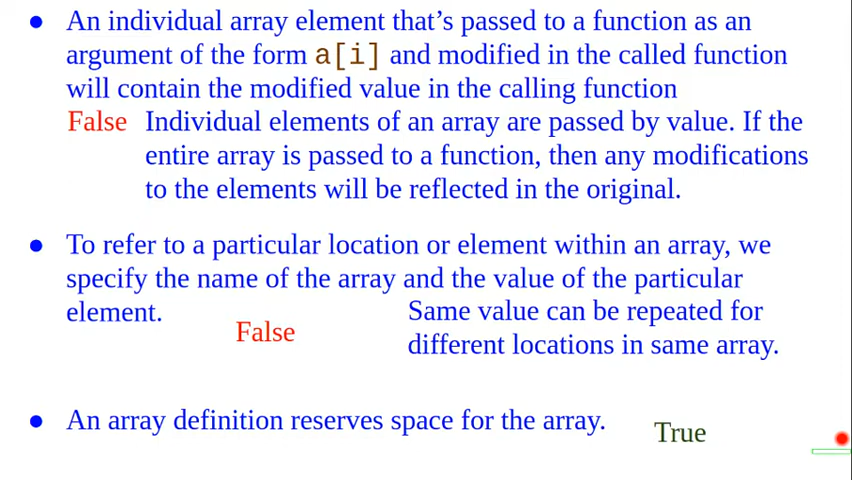 ● An individual array element that's passed to a function as an
argument of the form a[i] and modified in the called function
will contain the modified value in the calling function
False Individual elements of an array are passed by value. If the
entire array is passed to a function, then any modifications
to the elements will be reflected in the original.
● To refer to a particular location or element within an array, we
specify the name of the array and the value of the particular
element.
False
Same value can be repeated for
different locations in same array.
● An array definition reserves space for the array.
True